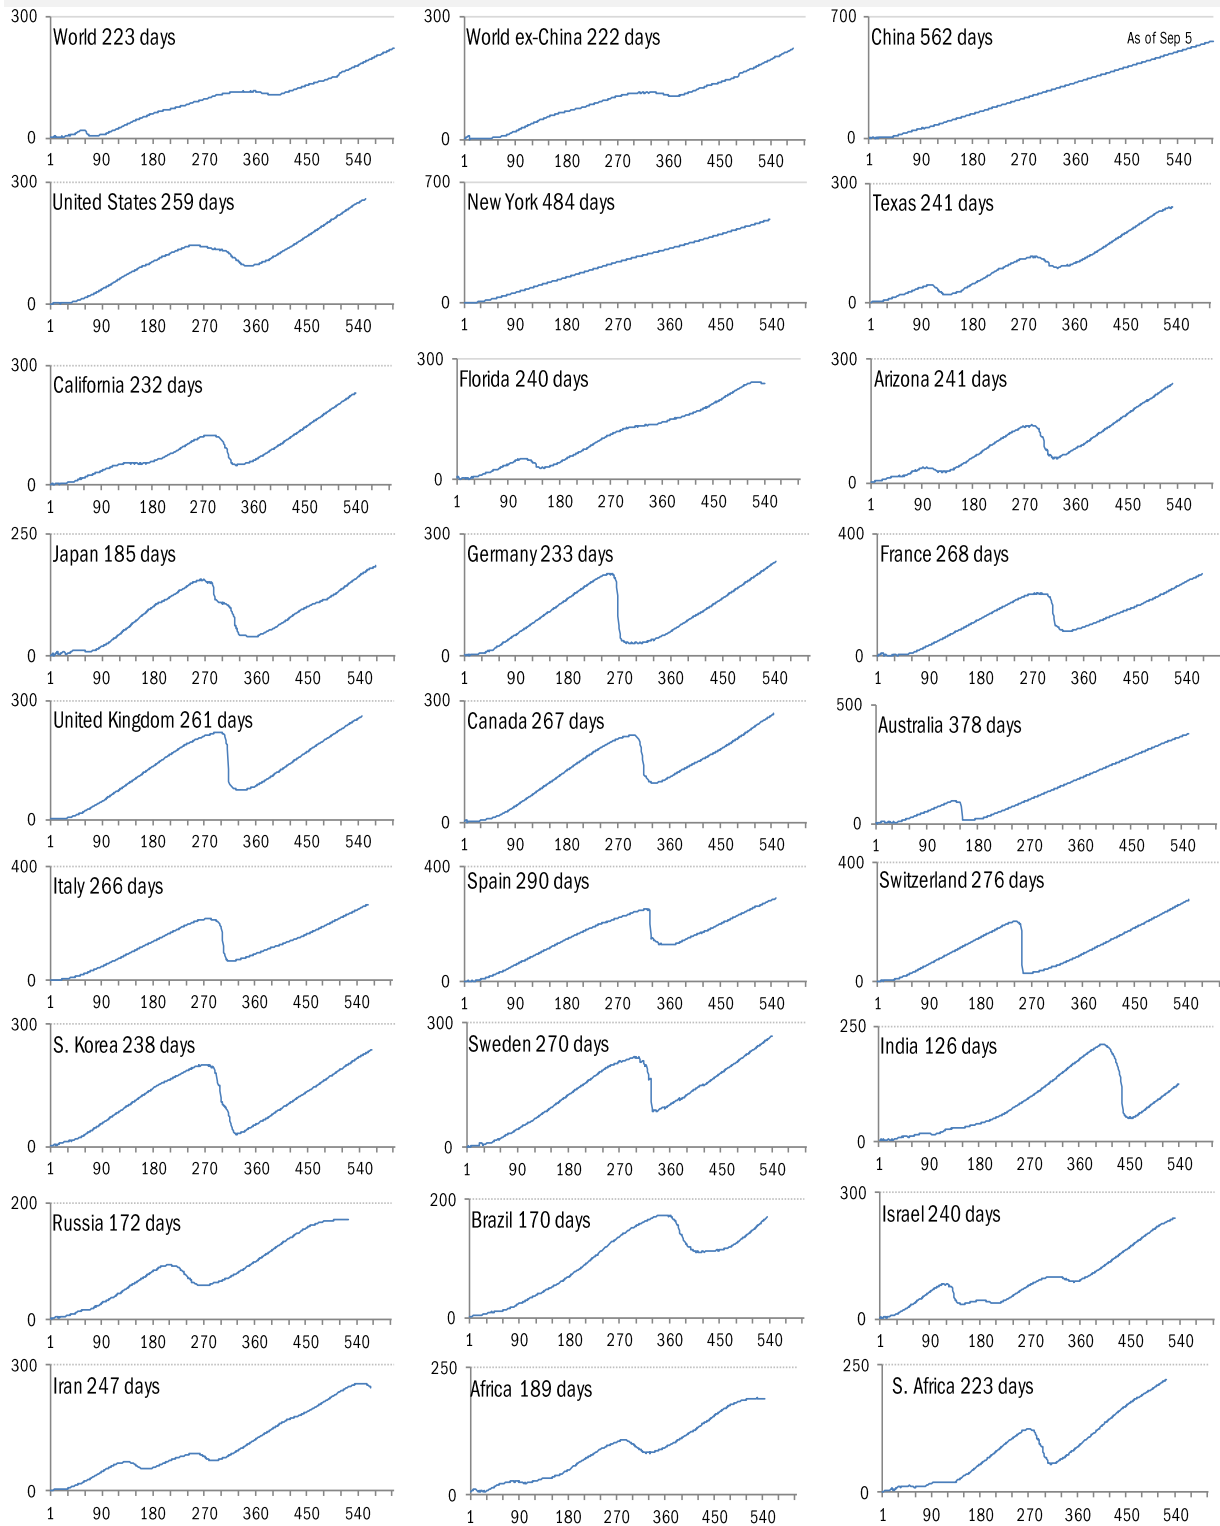 300 300 700
World 223 days World ex-China 222 days China 562 days As of Sep 5
0 0 0
1 90 180 270 360 450 540 1 90 180 270 360 450 540 1 90 180 270 360 450 540
300 700 300
United States 259 days New York 484 days Texas 241 days
0 0 0
1 90 180 270 360 450 540 1 90 180 270 360 450 540 1 90 180 270 360 450 540
300 300 300
California 232 days Florida 240 days Arizona 241 days
0 0 0
1 90 180 270 360 450 540 1 90 180 270 360 450 540 1 90 180 270 360 450 540
250 300 400
Japan 185 days Germany 233 days France 268 days
0 0 0
1 90 180 270 360 450 540 1 90 180 270 360 450 540 1 90 180 270 360 450 540
300 300 500
United Kingdom 261 days Canada 267 days Australia 378 days
0 0 0
1 90 180 270 360 450 540 1 90 180 270 360 450 540 1 90 180 270 360 450 540
400 400 400
Italy 266 days Spain 290 days Switzerland 276 days
0 0 0
1 90 180 270 360 450 540 1 90 180 270 360 450 540 1 90 180 270 360 450 540
300 300 250
S. Korea 238 days Sweden 270 days India 126 days
0 0 0
1 90 180 270 360 450 540 1 90 180 270 360 450 540 1 90 180 270 360 450 540
200 200 300
Russia 172 days Brazil 170 days Israel 240 days
0 0 0
1 90 180 270 360 450 540 1 90 180 270 360 450 540 1 90 180 270 360 450 540
300 250 250
Iran 247 days Africa 189 days S. Africa 223 days
0 0 0
1 90 180 270 360 450 540 1 90 180 270 360 450 540 1 90 180 270 360 450 540